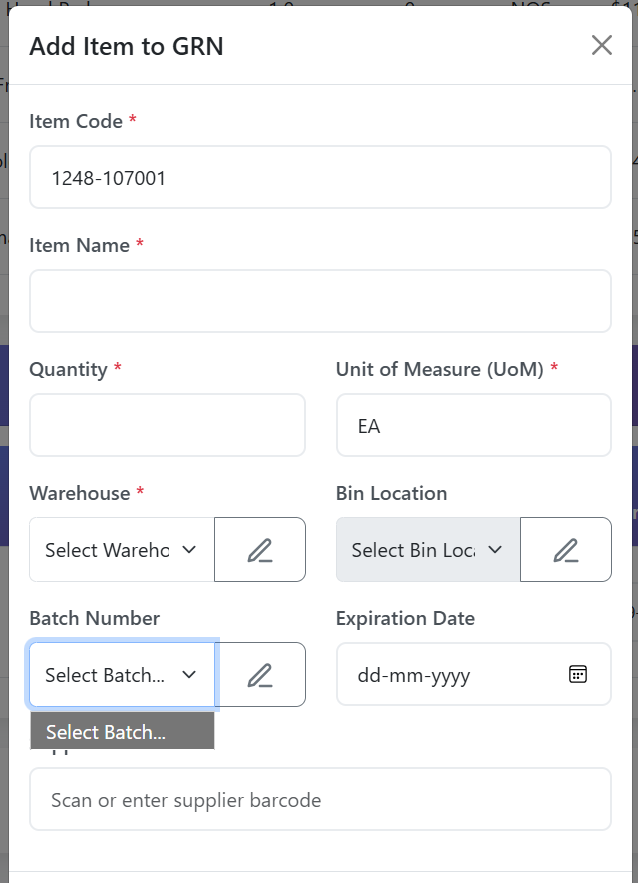 Add Item to GRN
Item Code *
1248-107001
Item Name *
Quantity *
Unit of Measure (UoM) *
EA
Warehouse *
Bin Location
Select Wareho
Select Bin Loca
Batch Number
Expiration Date
Select Batch...
dd-mm-yyyy
Select Batch...
Scan or enter supplier barcode